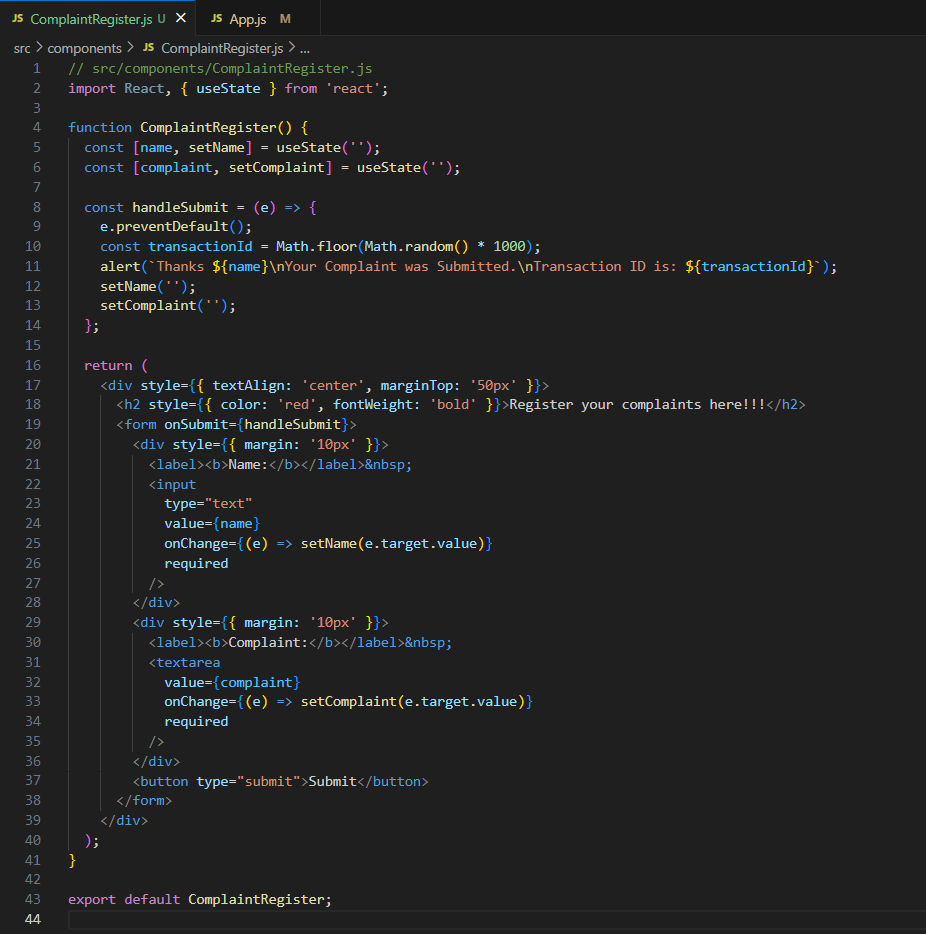 JS ComplaintRegister.js U × JS App.js M
src > components > JS ComplaintRegister.js > ...
1 // src/components/ComplaintRegister.js
2 import React, { useState } from 'react';
3
4 function ComplaintRegister() {
5   const [name, setName] = useState('');
6   const [complaint, setComplaint] = useState('');
7
8   const handleSubmit = (e) => {
9     e.preventDefault();
10     const transactionId = Math.floor(Math.random() * 1000);
11     alert(`Thanks ${name}\nYour Complaint was Submitted.\nTransaction ID is: ${transactionId}`);
12     setName('');
13     setComplaint('');
14   };
15
16   return (
17     <div style={{ textAlign: 'center', marginTop: '50px' }}>
18       <h2 style={{ color: 'red', fontWeight: 'bold' }}>Register your complaints here!!!</h2>
19       <form onSubmit={handleSubmit}>
20         <div style={{ margin: '10px' }}>
21           <label><b>Name:</b></label>&nbsp;
22           <input
23             type="text"
24             value={name}
25             onChange={(e) => setName(e.target.value)}
26             required
27           />
28         </div>
29         <div style={{ margin: '10px' }}>
30           <label><b>Complaint:</b></label>&nbsp;
31           <textarea
32             value={complaint}
33             onChange={(e) => setComplaint(e.target.value)}
34             required
35           />
36         </div>
37         <button type="submit">Submit</button>
38       </form>
39     </div>
40   );
41 }
42
43 export default ComplaintRegister;
44